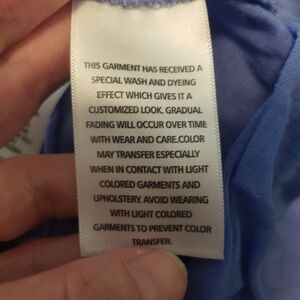 THIS GARMENT HAS RECEIVED A
SPECIAL WASH AND DYEING
EFFECT WHICH GIVES IT A
CUSTOMIZED LOOK. GRADUAL
FADING WILL OCCUR OVER TIME
WITH WEAR AND CARE.COLOR
MAY TRANSFER ESPECIALLY
WHEN IN CONTACT WITH LIGHT
COLORED GARMENTS AND
UPHOLSTERY. AVOID WEARING
WITH LIGHT COLORED
GARMENTS TO PREVENT COLOR
TRANSFER.